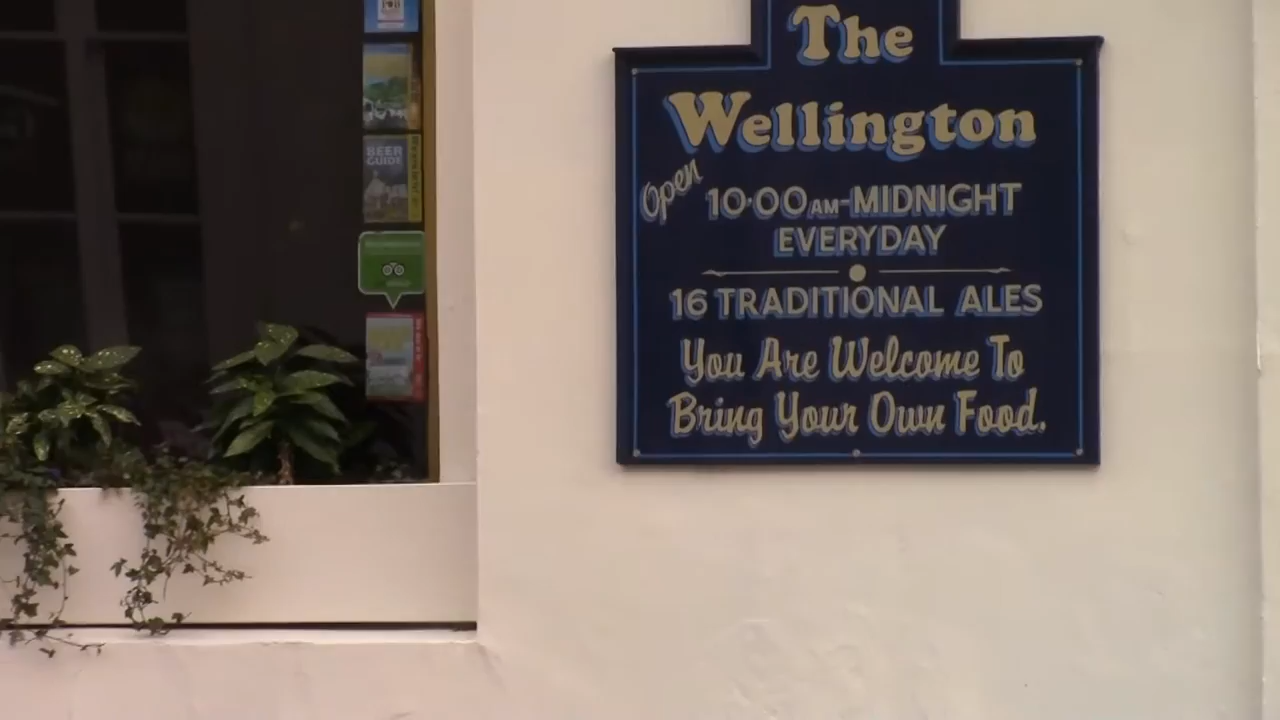 The
Wellington
Open
10·00AM-MIDNIGHT
EVERYDAY
16 TRADITIONAL ALES
You Are Welcome To
Bring Your Own Food.
BEER
GUIDE